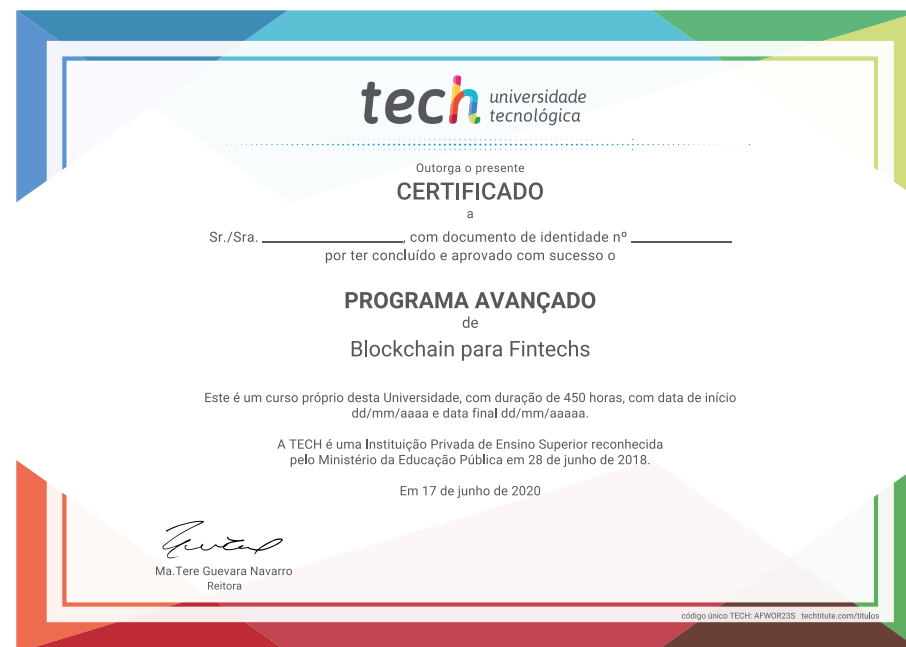 tech universidade
tecnológica
Outorga o presente
CERTIFICADO
a
Sr./Sra. ____________________, com documento de identidade nº ______________
por ter concluído e aprovado com sucesso o
PROGRAMA AVANÇADO
de
Blockchain para Fintechs
Este é um curso próprio desta Universidade, com duração de 450 horas, com data de início
dd/mm/aaaa e data final dd/mm/aaaaa.
A TECH é uma Instituição Privada de Ensino Superior reconhecida
pelo Ministério da Educação Pública em 28 de junho de 2018.
Em 17 de junho de 2020
Ma.Tere Guevara Navarro
Reitora
código único TECH: AFWOR23S techtitute.com/titulos